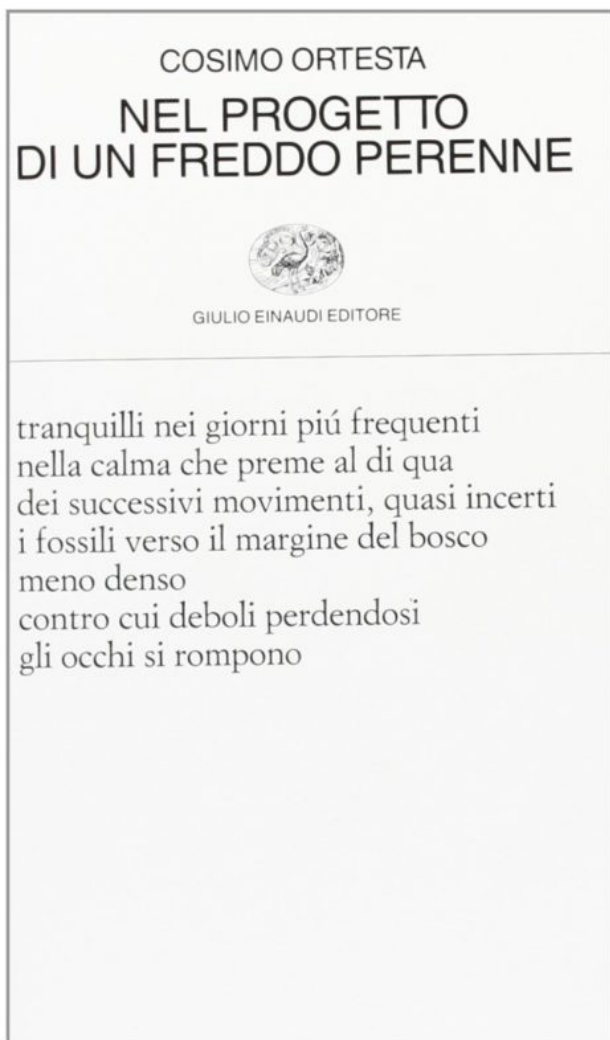 COSIMO ORTESTA
NEL PROGETTO
DI UN FREDDO PERENNE
GIULIO EINAUDI EDITORE
tranquilli nei giorni piú frequenti
nella calma che preme al di qua
dei successivi movimenti, quasi incerti
i fossili verso il margine del bosco
meno denso
contro cui deboli perdendosi
gli occhi si rompono